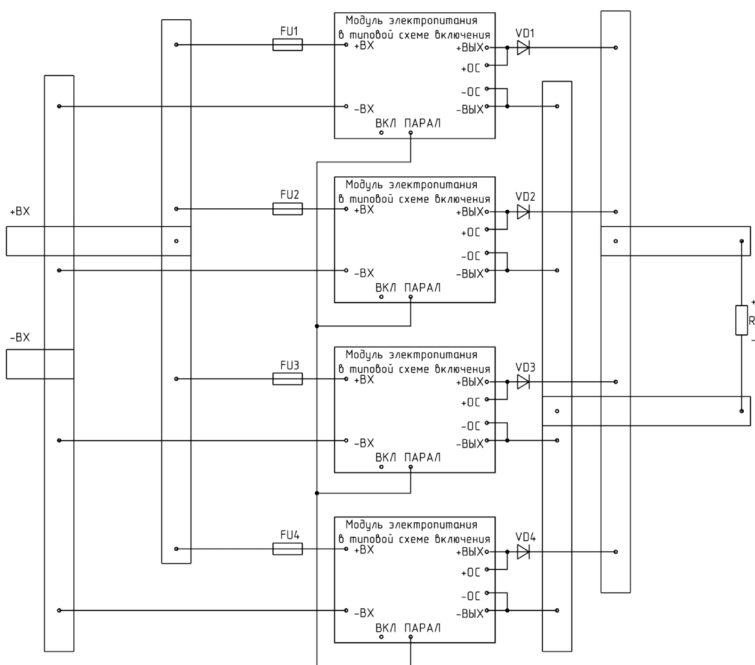 FU1
Модуль электропитания
в типовой схеме включения
+ВХ
+ВЫХ
VD1
+ОС
-ОС
-ВХ
-ВЫХ
ВКЛ ПАРАЛ
FU2
Модуль электропитания
в типовой схеме включения
+ВХ
+ВЫХ
VD2
+ВХ
+ОС
-ОС
-ВХ
-ВЫХ
ВКЛ ПАРАЛ
+
R
-
-ВХ
FU3
Модуль электропитания
в типовой схеме включения
+ВХ
+ВЫХ
VD3
+ОС
-ОС
-ВХ
-ВЫХ
ВКЛ ПАРАЛ
FU4
Модуль электропитания
в типовой схеме включения
+ВХ
+ВЫХ
VD4
+ОС
-ОС
-ВХ
-ВЫХ
ВКЛ ПАРАЛ